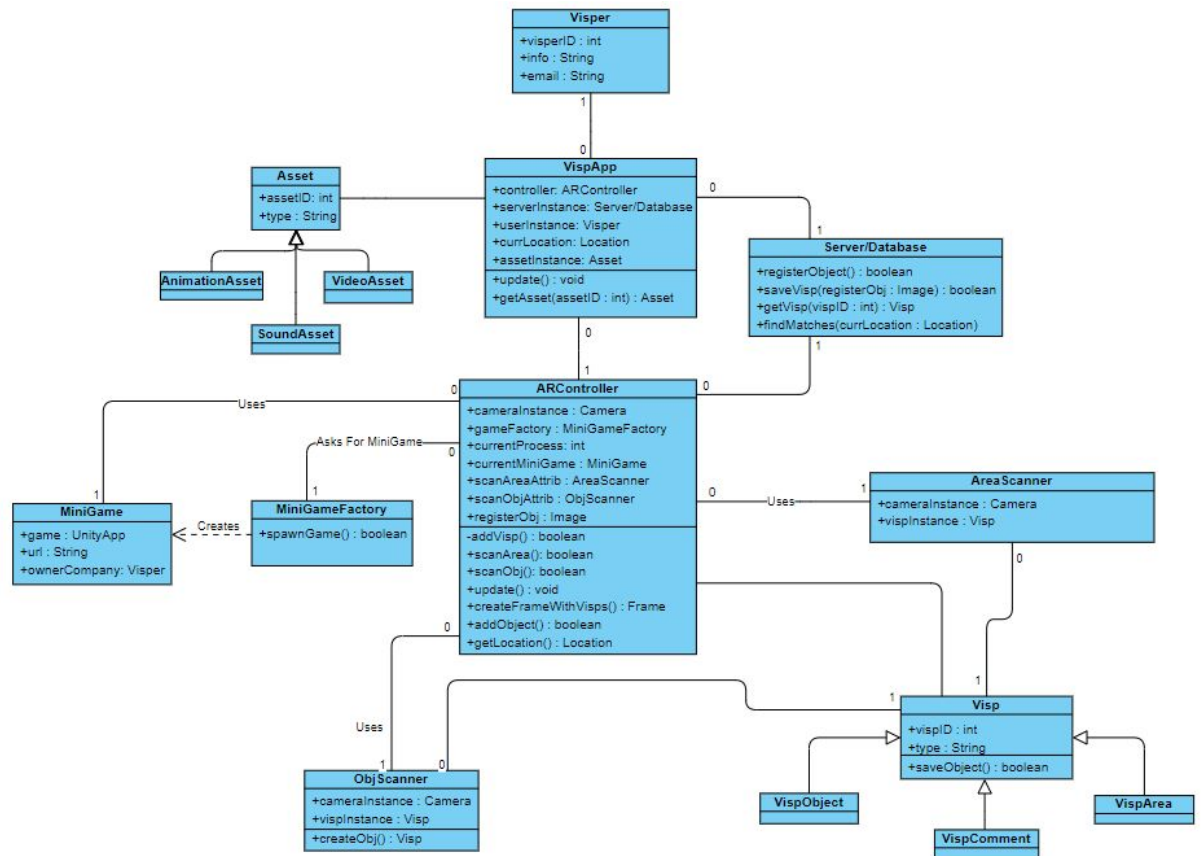 Visper
+visperID : int
+info : String
+email : String
1
0
VispApp
+controller: ARController
+serverInstance: Server/Database
+userInstance: Visper
+currLocation: Location
+assetInstance: Asset
+update() : void
+getAsset(assetID : int) : Asset
Asset
+assetID: int
+type : String
AnimationAsset
VideoAsset
SoundAsset
0
1
Server/Database
+registerObject() : boolean
+saveVisp(registerObj : Image) : boolean
+getVisp(vispID : int) : Visp
+findMatches(currLocation : Location)
1
0
0
1
ARController
+cameraInstance : Camera
+gameFactory : MiniGameFactory
+currentProcess: int
+currentMiniGame : MiniGame
+scanAreaAttrib : AreaScanner
+scanObjAttrib : ObjScanner
+registerObj : Image
-addVisp() : boolean
+scanArea() : boolean
+scanObj(): boolean
+update() : void
+createFrameWithVisps() : Frame
+addObject() : boolean
+getLocation() : Location
0
Uses
1
Asks For MiniGame
0
1
MiniGame
+game : UnityApp
+url : String
+ownerCompany: Visper
Creates
MiniGameFactory
+spawnGame() : boolean
0
Uses
1
AreaScanner
+cameraInstance : Camera
+vispInstance : Visp
0
1
0
Uses
1
0
1
ObjScanner
+cameraInstance : Camera
+vispInstance : Visp
+createObj() : Visp
Visp
+vispID : int
+type : String
+saveObject() : boolean
VispObject
VispComment
VispArea